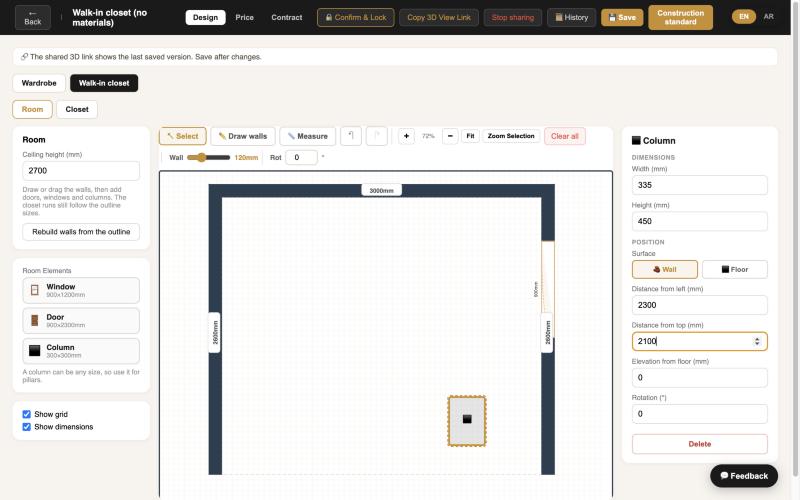 ← Back
Walk-in closet (no materials)
Design
Price
Contract
Confirm & Lock
Copy 3D View Link
Stop sharing
History
Save
Construction standard
EN
AR
The shared 3D link shows the last saved version. Save after changes.
Wardrobe
Walk-in closet
Room
Closet
Room
Ceiling height (mm)
2700
Draw or drag the walls, then add
doors, windows and columns. The
closet runs still follow the outline
sizes.
Rebuild walls from the outline
Room Elements
Window
900x1200mm
Door
900x2300mm
Column
300x300mm
A column can be any size, so use it for
pillars.
Show grid
Show dimensions
Select
Draw walls
Measure
+
72%
−
Fit
Zoom Selection
Clear all
Wall
120mm
Rot
0
°
3000mm
2600mm
900mm
2600mm
Column
DIMENSIONS
Width (mm)
335
Height (mm)
450
POSITION
Surface
Wall
Floor
Distance from left (mm)
2300
Distance from top (mm)
2100
Elevation from floor (mm)
0
Rotation (°)
0
Delete
Feedback